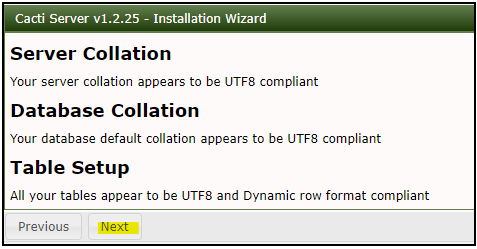 Cacti Server v1.2.25 - Installation Wizard
Server Collation
Your server collation appears to be UTF8 compliant
Database Collation
Your database default collation appears to be UTF8 compliant
Table Setup
All your tables appear to be UTF8 and Dynamic row format compliant
Previous Next